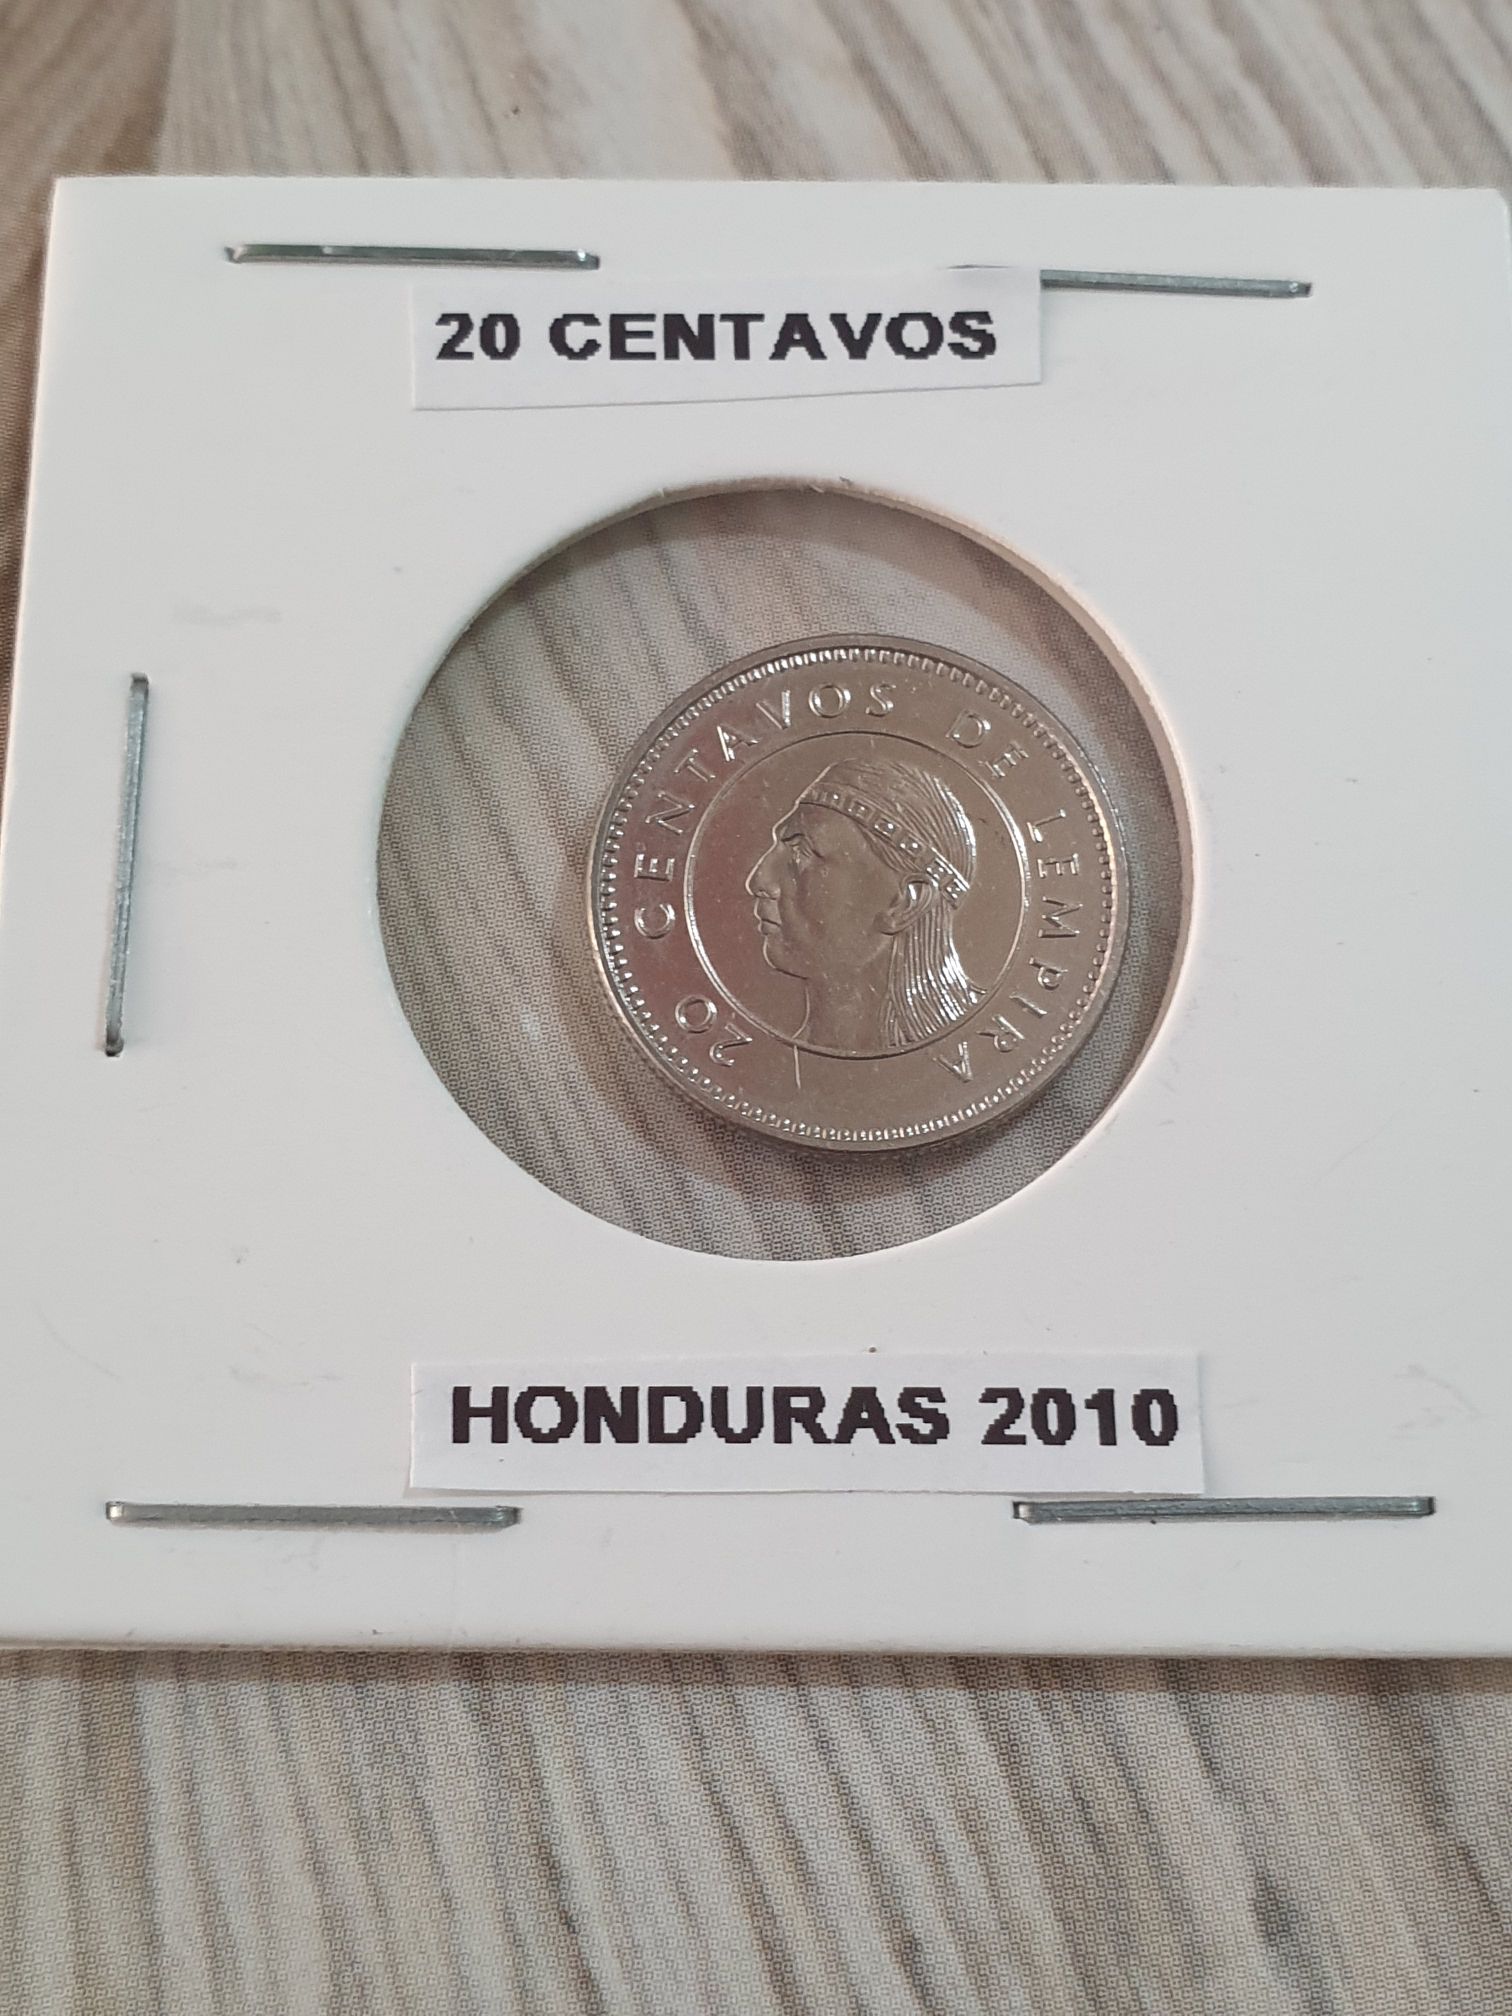 20 CENTAVOS
20 CENTAVOS DE LEMPIRA
HONDURAS 2010